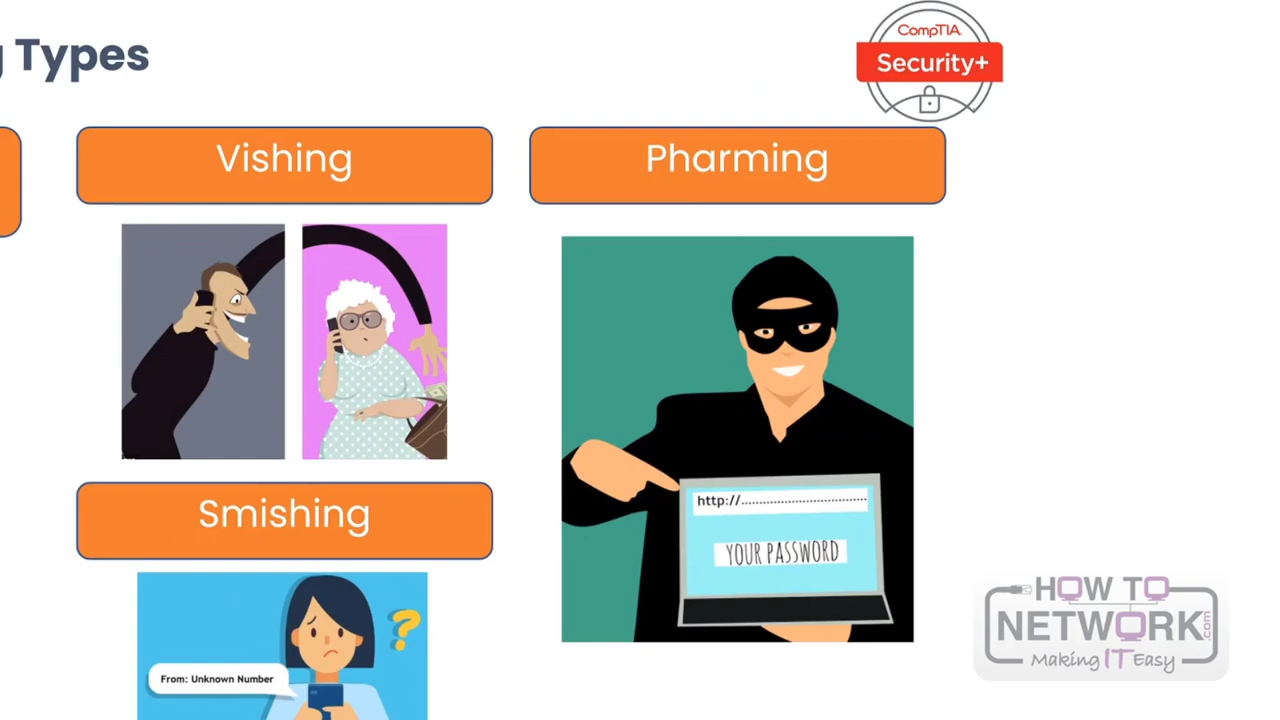 g Types
CompTIA
Security+
Vishing
Pharming
http://
YOUR PASSWORD
Smishing
From: Unknown Number
?
HOW TO
NETWORK.com
Making IT Easy